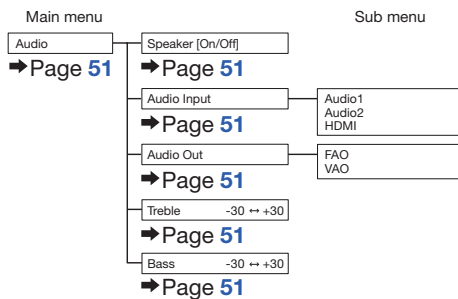 Main menu
Sub menu
Audio
➡Page 51
Speaker [On/Off]
➡Page 51
Audio Input
➡Page 51
Audio1
Audio2
HDMI
Audio Out
➡Page 51
FAO
VAO
Treble -30 ↔ +30
➡Page 51
Bass -30 ↔ +30
➡Page 51